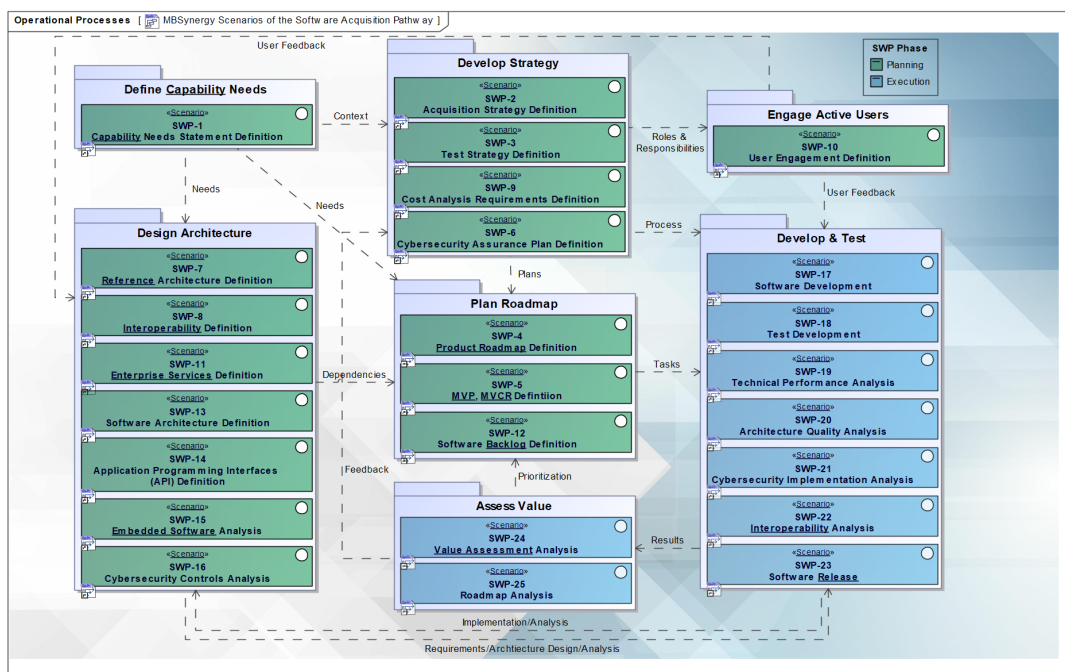 Operational Processes [ MBSynergy Scenarios of the Software Acquisition Pathway ]
User Feedback
SWP Phase
Planning
Execution
Define Capability Needs
«Scenario»
SWP-1
Capability Needs Statement Definition
Context
Develop Strategy
«Scenario»
SWP-2
Acquisition Strategy Definition
«Scenario»
SWP-3
Test Strategy Definition
«Scenario»
SWP-9
Cost Analysis Requirements Definition
«Scenario»
SWP-6
Cybersecurity Assurance Plan Definition
Roles &
Responsibilities
Engage Active Users
«Scenario»
SWP-10
User Engagement Definition
Needs
Needs
User Feedback
Process
Plans
Design Architecture
«Scenario»
SWP-7
Reference Architecture Definition
«Scenario»
SWP-8
Interoperability Definition
«Scenario»
SWP-11
Enterprise Services Definition
«Scenario»
SWP-13
Software Architecture Definition
«Scenario»
SWP-14
Application Programming Interfaces
(API) Definition
«Scenario»
SWP-15
Embedded Software Analysis
«Scenario»
SWP-16
Cybersecurity Controls Analysis
Dependencies
Plan Roadmap
«Scenario»
SWP-4
Product Roadmap Definition
«Scenario»
SWP-5
MVP, MVCR Defintiion
«Scenario»
SWP-12
Software Backlog Definition
Tasks
Develop & Test
«Scenario»
SWP-17
Software Development
«Scenario»
SWP-18
Test Development
«Scenario»
SWP-19
Technical Performance Analysis
«Scenario»
SWP-20
Architecture Quality Analysis
«Scenario»
SWP-21
Cybersecurity Implementation Analysis
«Scenario»
SWP-22
Interoperability Analysis
«Scenario»
SWP-23
Software Release
Feedback
Prioritization
Assess Value
«Scenario»
SWP-24
Value Assessment Analysis
«Scenario»
SWP-25
Roadmap Analysis
Results
Implementation/Analysis
Requirements/Archtiecture Design/Analysis